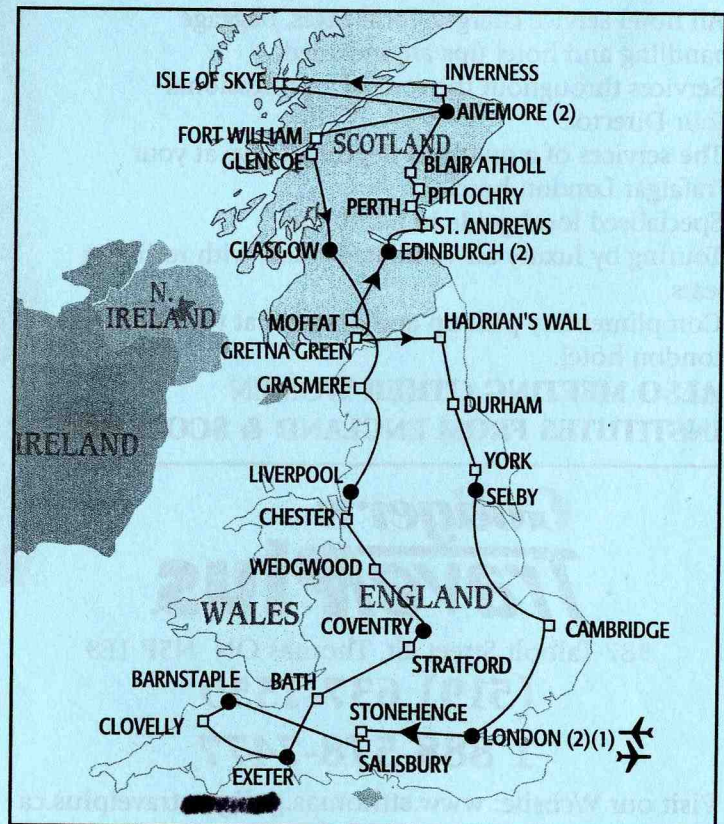 ISLE OF SKYE
INVERNESS
AIVEMORE (2)
FORT WILLIAM
SCOTLAND
GLENCOE
BLAIR ATHOLL
PITLOCHRY
PERTH
ST. ANDREWS
GLASGOW
EDINBURGH (2)
N.
IRELAND
MOFFAT
HADRIAN'S WALL
GRETNA GREEN
GRASMERE
DURHAM
IRELAND
YORK
LIVERPOOL
SELBY
CHESTER
WEDGWOOD
ENGLAND
WALES
COVENTRY
CAMBRIDGE
STRATFORD
BARNSTAPLE
BATH
STONEHENGE
CLOVELLY
LONDON (2)(1)
SALISBURY
EXETER